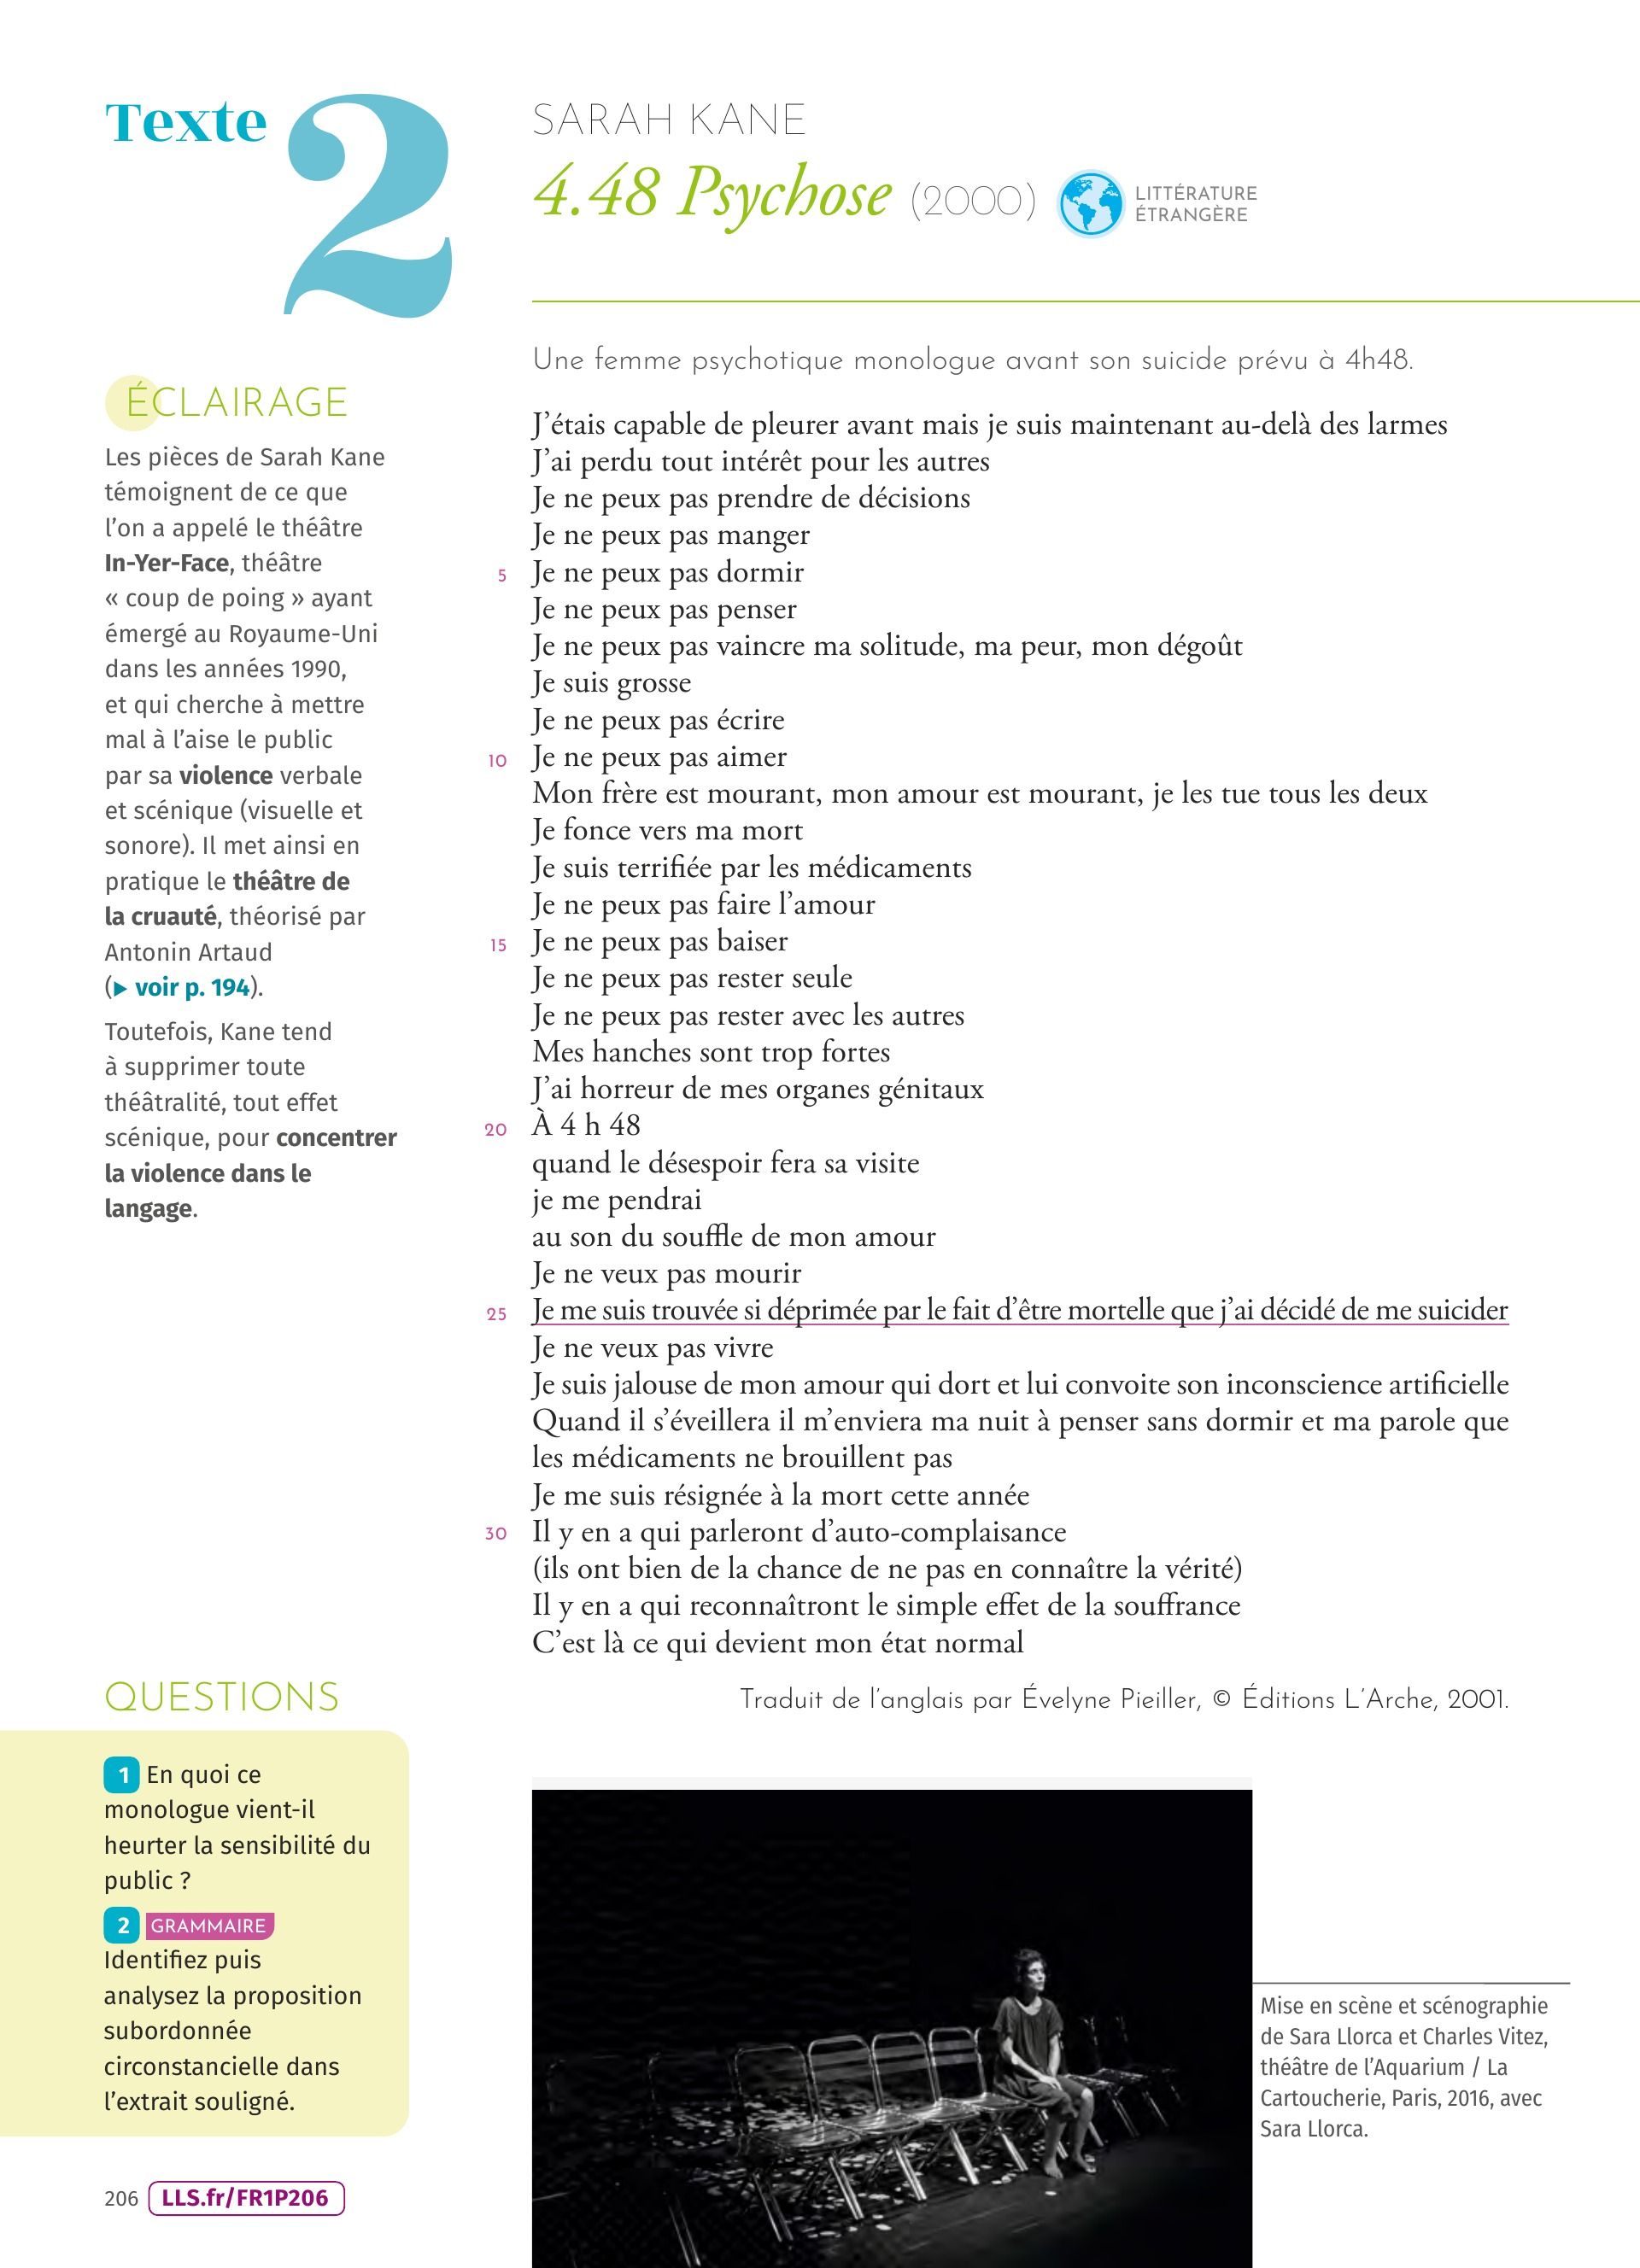 Texte 2
SARAH KANE
4.48 Psychose (2000)
LITTÉRATURE
ÉTRANGÈRE
ÉCLAIRAGE
Les pièces de Sarah Kane
témoignent de ce que
l’on a appelé le théâtre
In-Yer-Face, théâtre
« coup de poing » ayant
émergé au Royaume-Uni
dans les années 1990,
et qui cherche à mettre
mal à l’aise le public
par sa violence verbale
et scénique (visuelle et
sonore). Il met ainsi en
pratique le théâtre de
la cruauté, théorisé par
Antonin Artaud
(▶ voir p. 194).
Toutefois, Kane tend
à supprimer toute
théâtralité, tout effet
scénique, pour concentrer
la violence dans le
langage.
Une femme psychotique monologue avant son suicide prévu à 4h48.
J’étais capable de pleurer avant mais je suis maintenant au-delà des larmes
J’ai perdu tout intérêt pour les autres
Je ne peux pas prendre de décisions
Je ne peux pas manger
5 Je ne peux pas dormir
Je ne peux pas penser
Je ne peux pas vaincre ma solitude, ma peur, mon dégoût
Je suis grosse
Je ne peux pas écrire
10 Je ne peux pas aimer
Mon frère est mourant, mon amour est mourant, je les tue tous les deux
Je fonce vers ma mort
Je suis terrifiée par les médicaments
Je ne peux pas faire l’amour
15 Je ne peux pas baiser
Je ne peux pas rester seule
Je ne peux pas rester avec les autres
Mes hanches sont trop fortes
J’ai horreur de mes organes génitaux
20 À 4 h 48
quand le désespoir fera sa visite
je me pendrai
au son du souffle de mon amour
Je ne veux pas mourir
25 Je me suis trouvée si déprimée par le fait d’être mortelle que j’ai décidé de me suicider
Je ne veux pas vivre
Je suis jalouse de mon amour qui dort et lui convoite son inconscience artificielle
Quand il s’éveillera il m’enviera ma nuit à penser sans dormir et ma parole que
les médicaments ne brouillent pas
Je me suis résignée à la mort cette année
30 Il y en a qui parleront d’auto-complaisance
(ils ont bien de la chance de ne pas en connaître la vérité)
Il y en a qui reconnaîtront le simple effet de la souffrance
C’est là ce qui devient mon état normal
Traduit de l’anglais par Évelyne Pieiller, © Éditions L’Arche, 2001.
QUESTIONS
1 En quoi ce
monologue vient-il
heurter la sensibilité du
public ?
2 GRAMMAIRE
Identifiez puis
analysez la proposition
subordonnée
circonstancielle dans
l’extrait souligné.
Mise en scène et scénographie
de Sara Llorca et Charles Vitez,
théâtre de l’Aquarium / La
Cartoucherie, Paris, 2016, avec
Sara Llorca.
206 LLS.fr/FR1P206